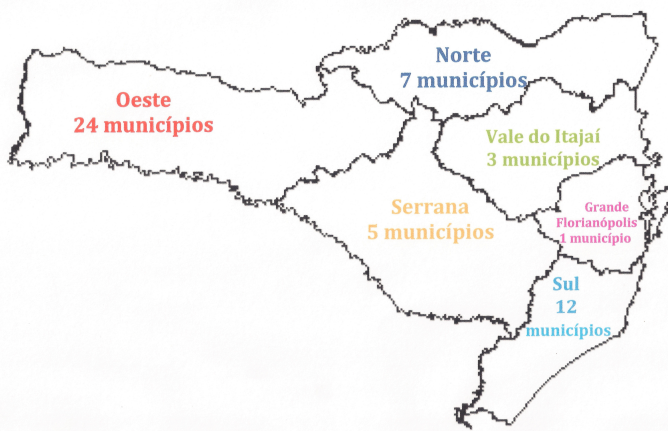 Norte
7 municípios
Oeste
24 municípios
Vale do Itajaí
3 municípios
Serrana
5 municípios
Grande
Florianópolis
1 município
Sul
12
municípios